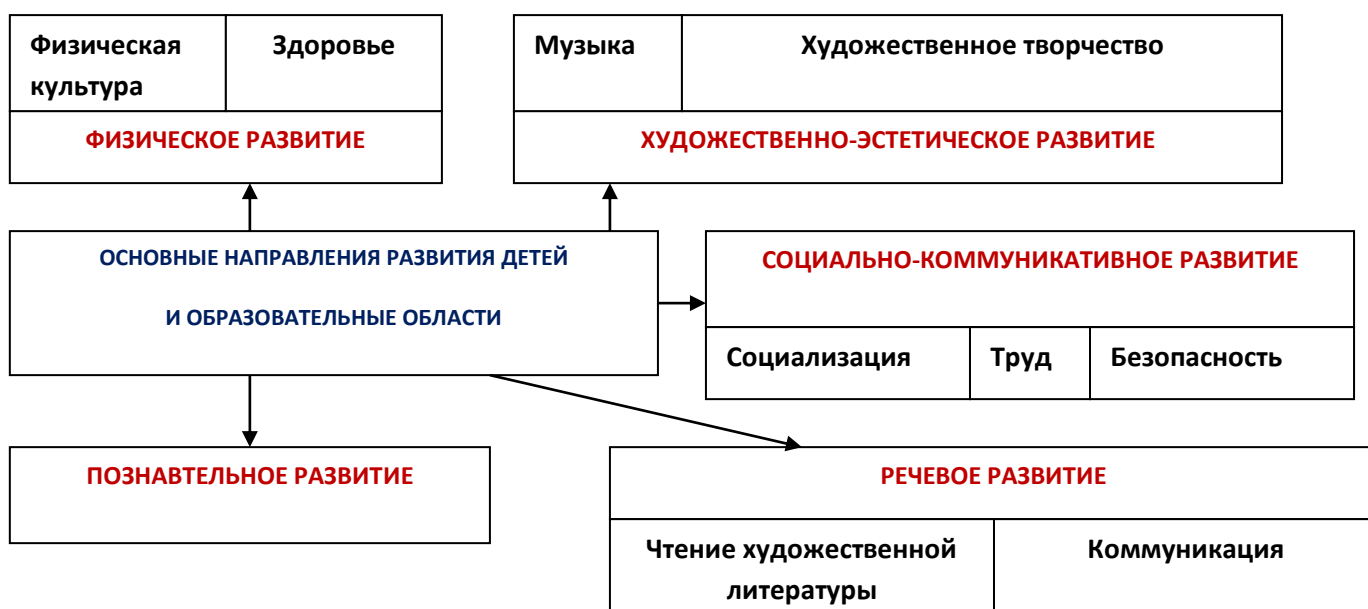 Физическая
культура
Здоровье
Музыка
Художественное творчество
ФИЗИЧЕСКОЕ РАЗВИТИЕ
ХУДОЖЕСТВЕННО-ЭСТЕТИЧЕСКОЕ РАЗВИТИЕ
ОСНОВНЫЕ НАПРАВЛЕНИЯ РАЗВИТИЯ ДЕТЕЙ
И ОБРАЗОВАТЕЛЬНЫЕ ОБЛАСТИ
СОЦИАЛЬНО-КОММУНИКАТИВНОЕ РАЗВИТИЕ
Социализация
Труд
Безопасность
ПОЗНАВТЕЛЬНОЕ РАЗВИТИЕ
РЕЧЕВОЕ РАЗВИТИЕ
Чтение художественной
литературы
Коммуникация